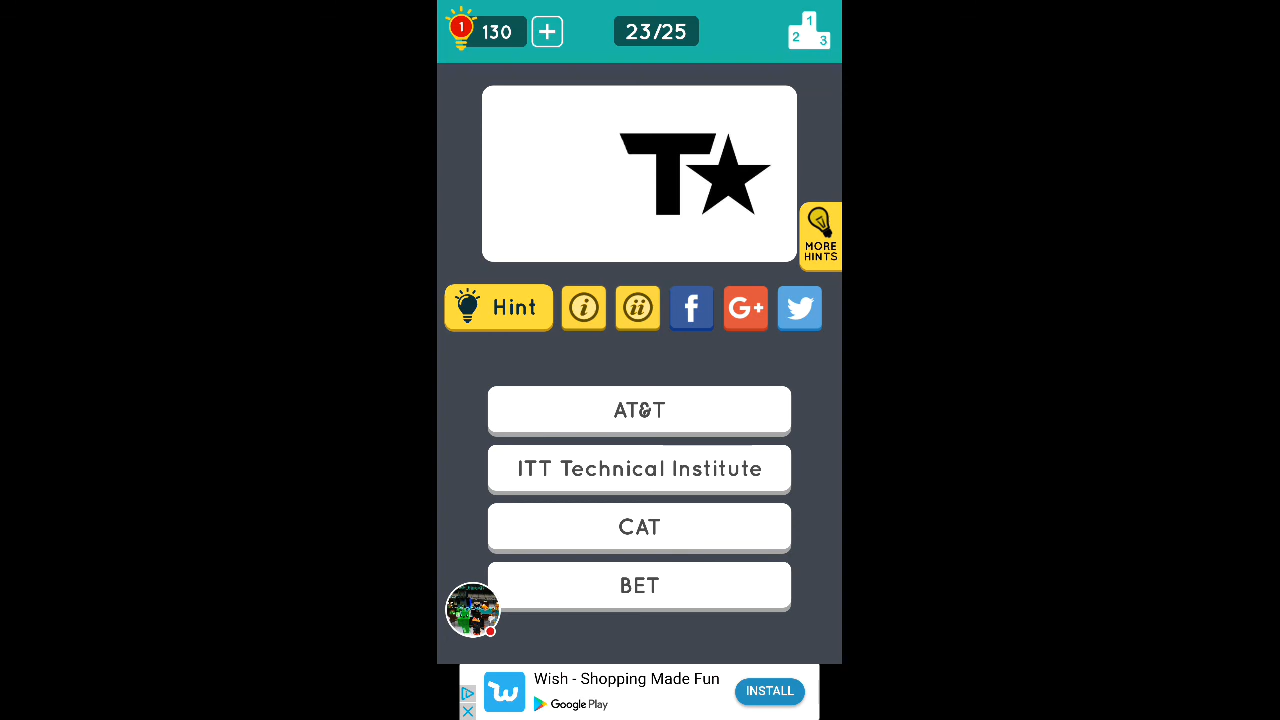 1 130 + 23/25
1
2 3
T★
MORE
HINTS
Hint i ii f G+
AT&T
ITT Technical Institute
CAT
BET
Wish - Shopping Made Fun
Google Play
INSTALL